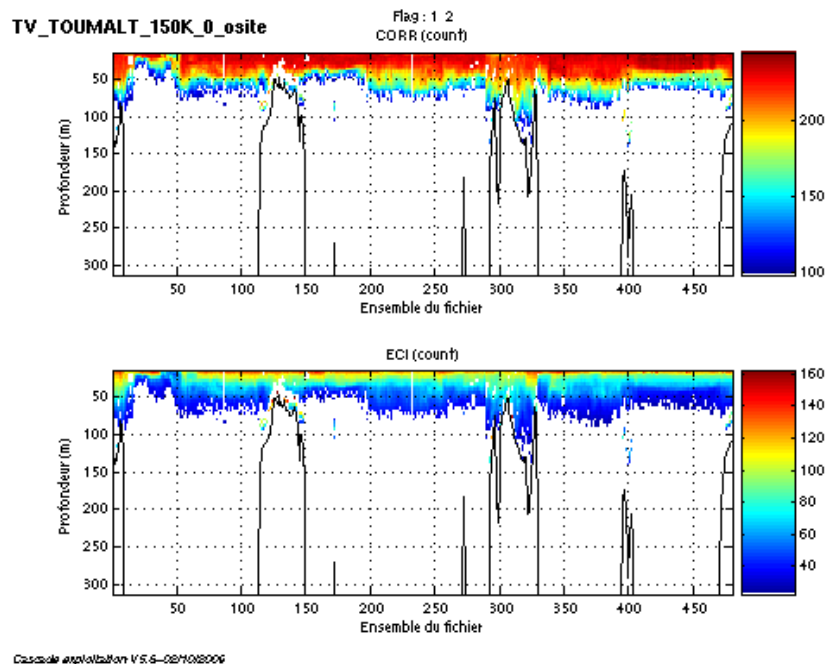 TV_TOUMALT_150K_0_osite
Flag : 1 2
CORR (count)
Profondeur (m)
50
100
150
200
250
300
50 100 150 200 250 300 350 400 450
Ensemble du fichier
200
150
100
ECI (count)
Profondeur (m)
50
100
150
200
250
300
50 100 150 200 250 300 350 400 450
Ensemble du fichier
160
140
120
100
80
60
40
Cascade exploitation V5.6-02/10/2006